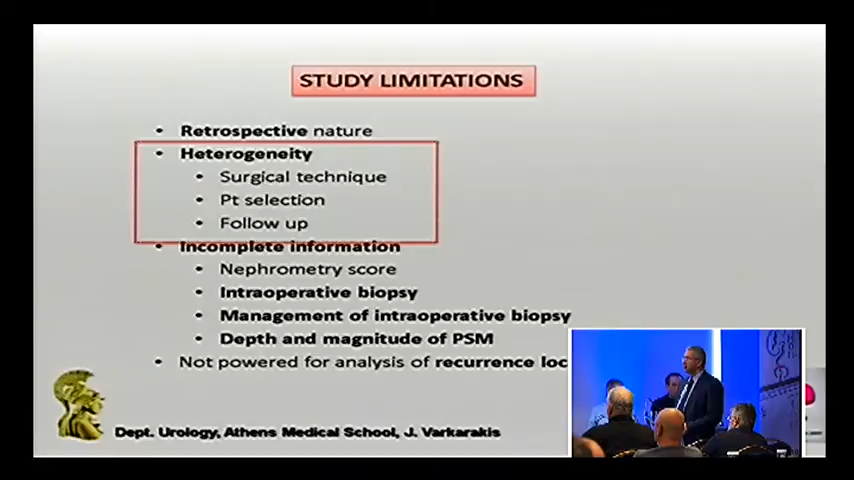 STUDY LIMITATIONS
• Retrospective nature
• Heterogeneity
• Surgical technique
• Pt selection
• Follow up
• Incomplete information
• Nephrometry score
• Intraoperative biopsy
• Management of intraoperative biopsy
• Depth and magnitude of PSM
• Not powered for analysis of recurrence loc
Dept. Urology, Athens Medical School, J. Varkarakis